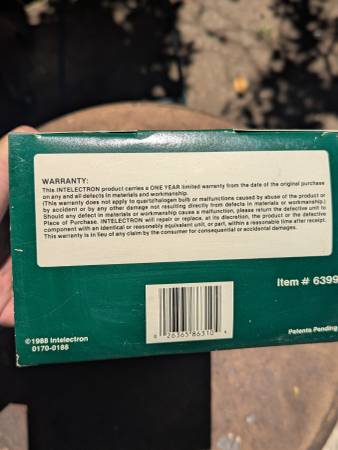 WARRANTY:
This INTELECTRON product carries a ONE YEAR limited warranty from the date of the original purchase
on any and all defects in materials and workmanship.
(This warranty does not apply to quartz/halogen bulb or malfunctions caused by abuse of the product or
by accident or by any other damage not resulting directly from defects in materials or workmanship.)
Should any defect in materials or workmanship cause a malfunction, please return the defective unit to
Place of Purchase. INTELECTRON will repair or replace, at its discretion, the product or the defective
component with an identical or reasonably equivalent unit, or part, within a reasonable time after receipt.
This warranty is in lieu of any claim by the consumer for consequential or accidental damages.
Item # 6399
26365 86310
©1988 Intelectron
0170-0188
Patents Pending